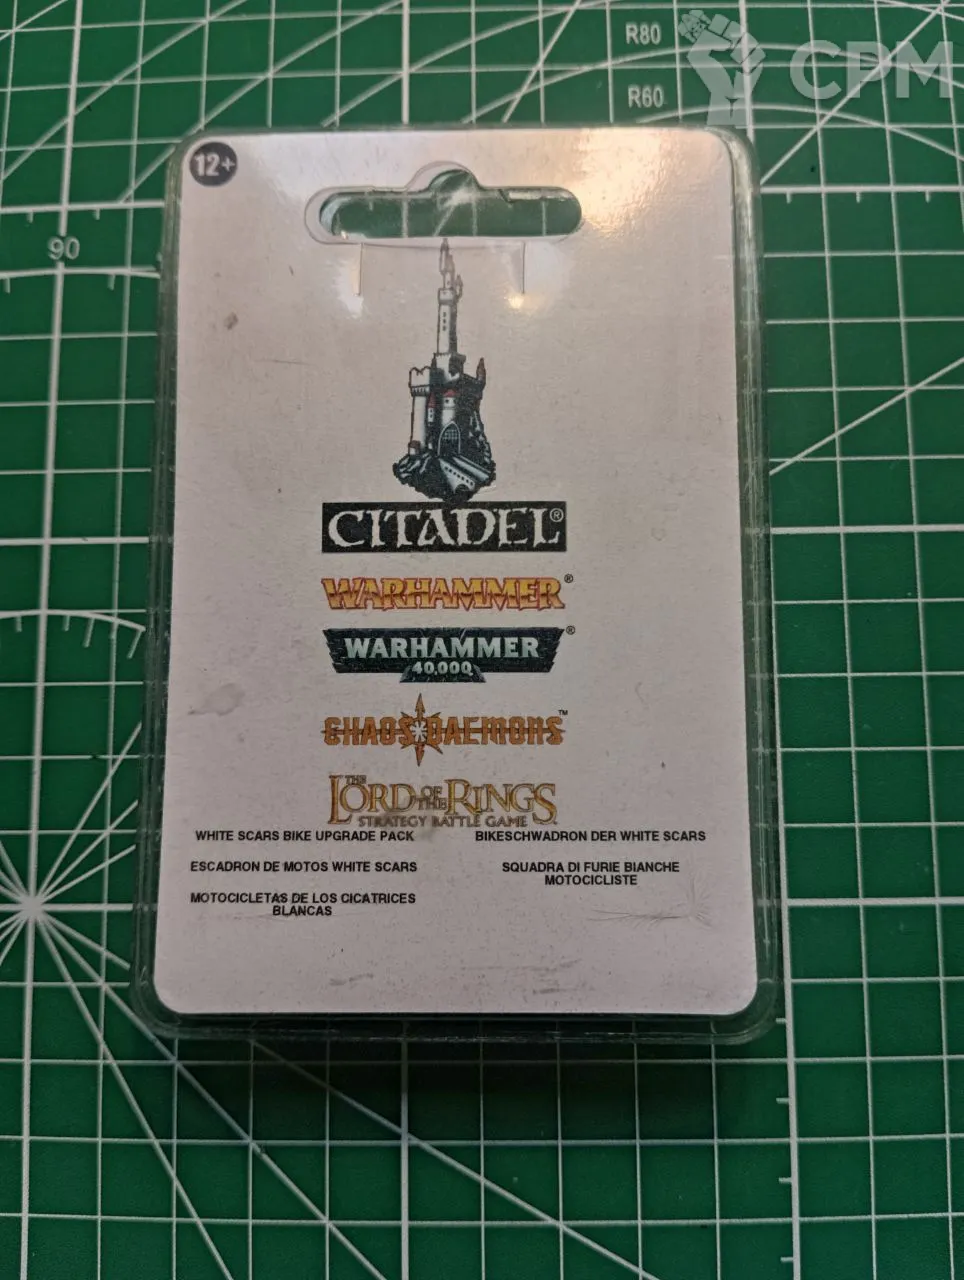 R80
CPM
R60
12+
90
CITADEL®
WARHAMMER®
WARHAMMER®
40,000
CHAOS DAEMONS™
THE LORD OF THE RINGS
STRATEGY BATTLE GAME
WHITE SCARS BIKE UPGRADE PACK
BIKESCHWADRON DER WHITE SCARS
ESCADRON DE MOTOS WHITE SCARS
SQUADRA DI FURIE BIANCHE
MOTOCICLISTE
MOTOCICLETAS DE LOS CICATRICES
BLANCAS